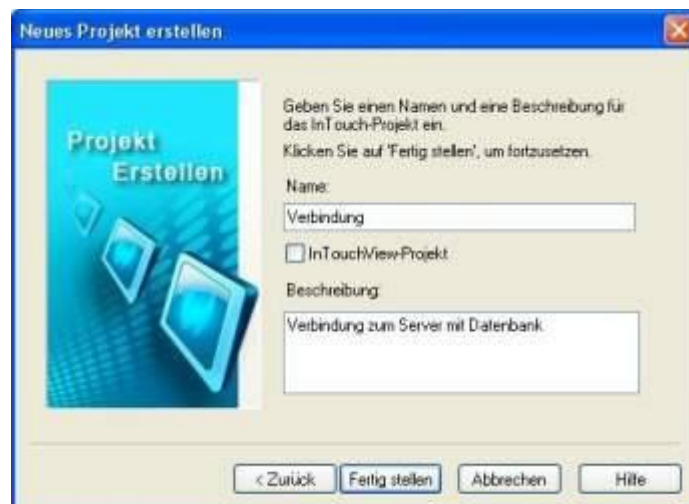 Neues Projekt erstellen
Projekt
Erstellen
Geben Sie einen Namen und eine Beschreibung für
das InTouch-Projekt ein.
Klicken Sie auf 'Fertig stellen', um fortzusetzen.
Name:
Verbindung
InTouchView-Projekt
Beschreibung:
Verbindung zum Server mit Datenbank
< Zurück
Fertig stellen
Abbrechen
Hilfe